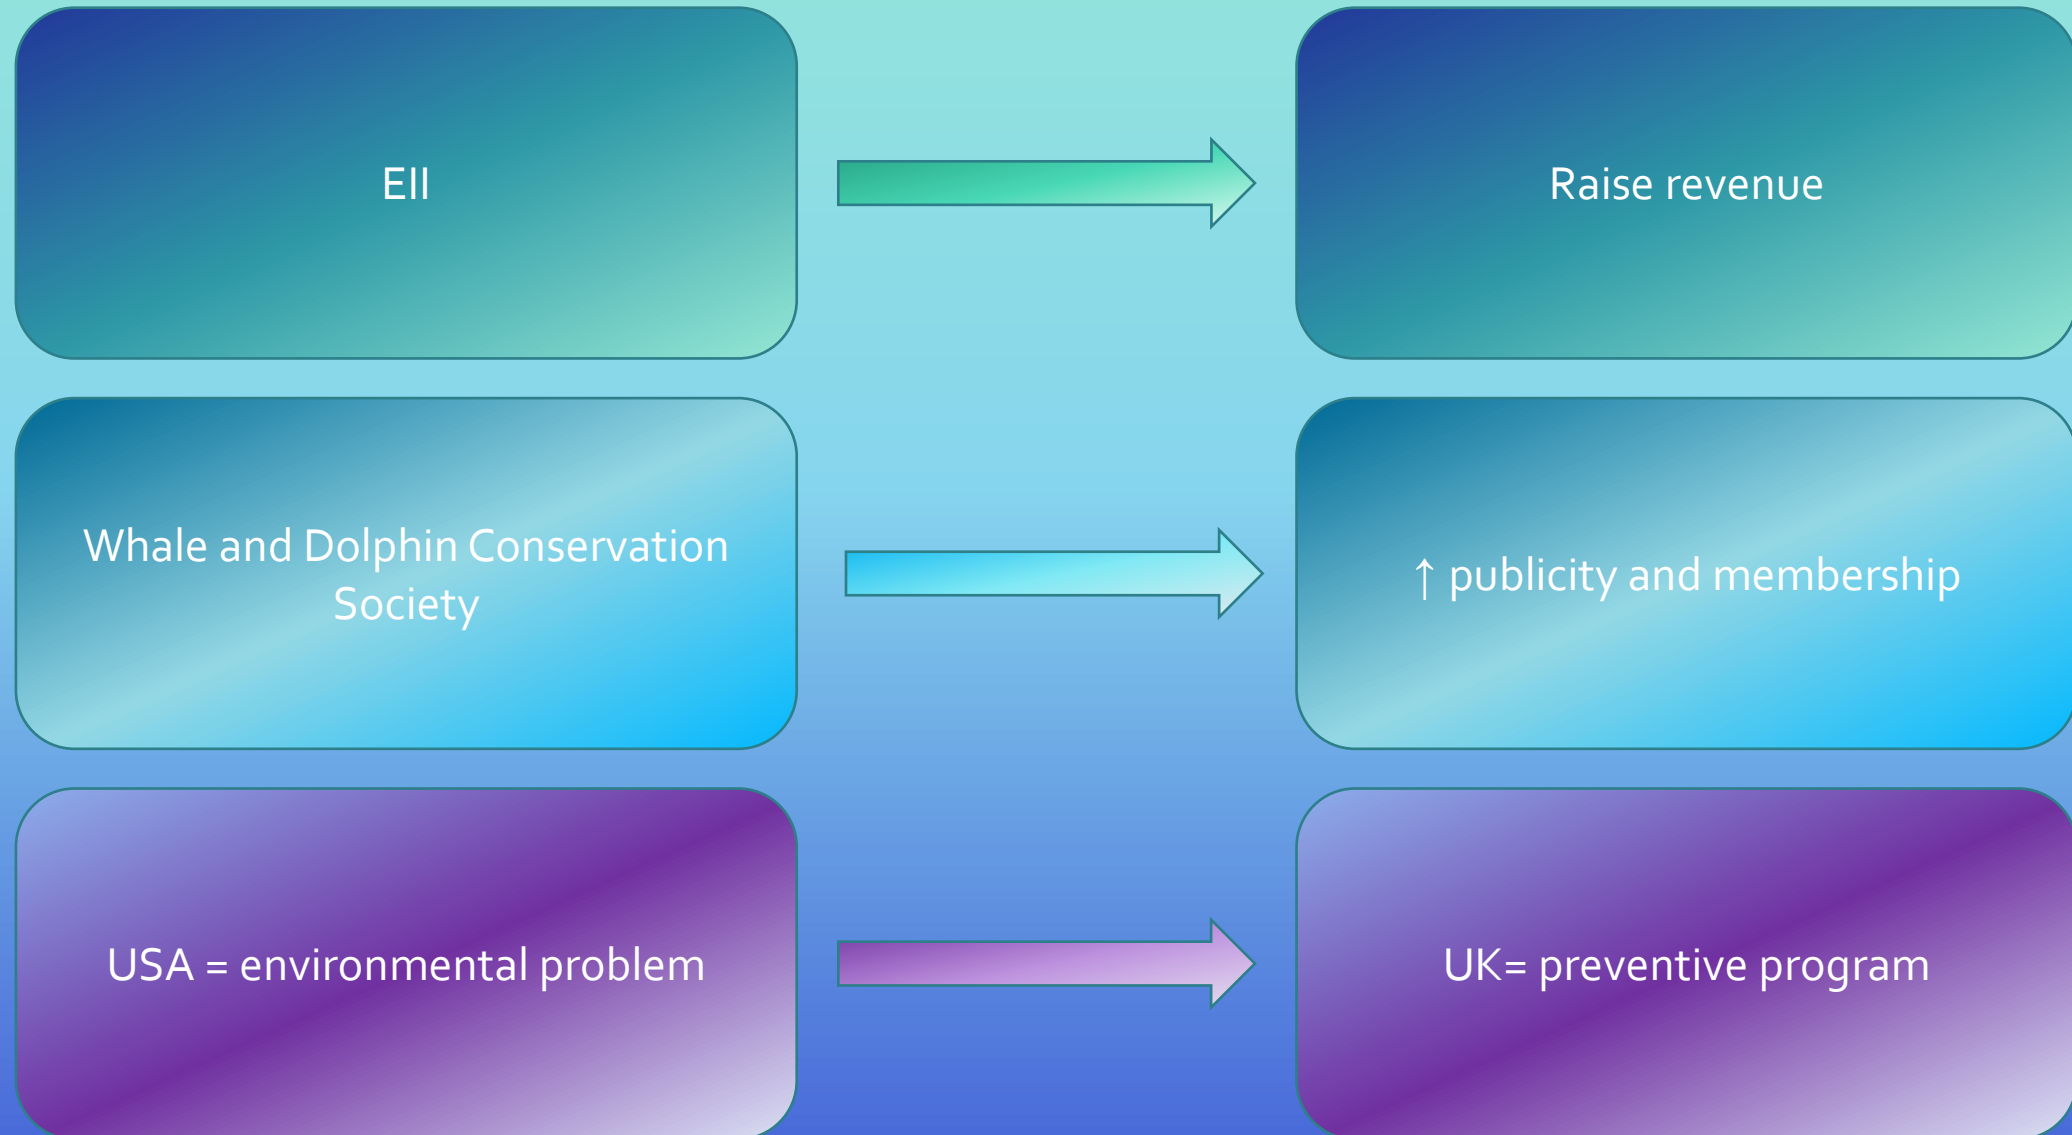 EII
Raise revenue
Whale and Dolphin Conservation
Society
↑ publicity and membership
USA = environmental problem
UK= preventive program